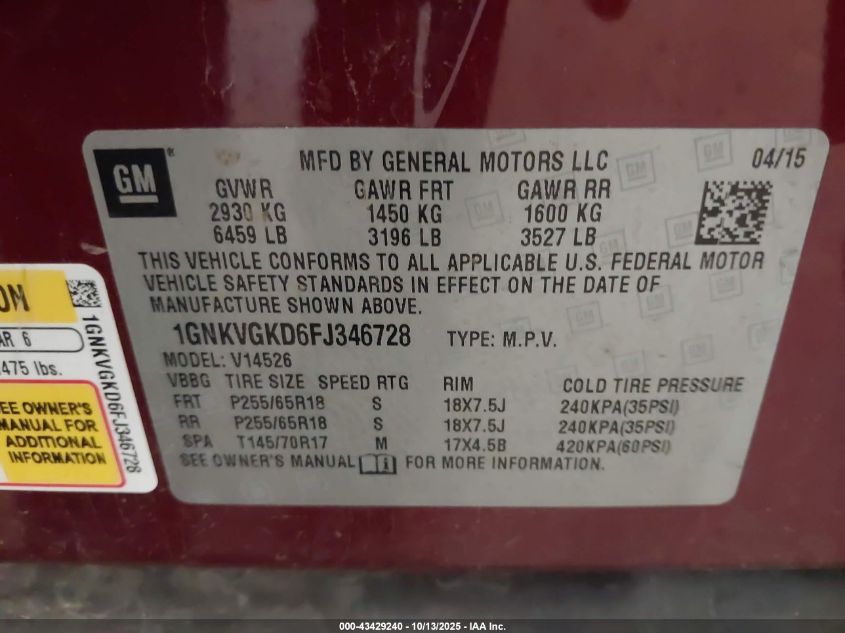 GM
®
MFD BY GENERAL MOTORS LLC 04/15
GVWR GAWR FRT GAWR RR
2930 KG 1450 KG 1600 KG
6459 LB 3196 LB 3527 LB
THIS VEHICLE CONFORMS TO ALL APPLICABLE U.S. FEDERAL MOTOR
VEHICLE SAFETY STANDARDS IN EFFECT ON THE DATE OF
MANUFACTURE SHOWN ABOVE.
1GNKVGKD6FJ346728 TYPE: M.P.V.
MODEL: V14526
VBBG TIRE SIZE SPEED RTG RIM COLD TIRE PRESSURE
FRT P255/65R18 S 18X7.5J 240KPA(35PSI)
RR P255/65R18 S 18X7.5J 240KPA(35PSI)
SPA T145/70R17 M 17X4.5B 420KPA(60PSI)
SEE OWNER'S MANUAL FOR MORE INFORMATION.
6
475 lbs.
SEE OWNER'S
MANUAL FOR
ADDITIONAL
INFORMATION
1GNKVGKD6FJ346728
000-43429240 - 10/13/2025 - IAA Inc.